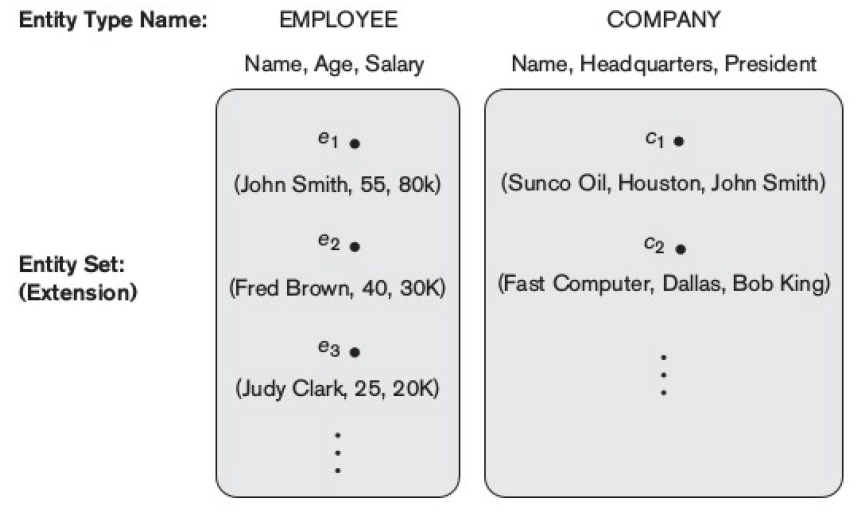 Entity Type Name: EMPLOYEE COMPANY
Name, Age, Salary Name, Headquarters, President
e1 c1
(John Smith, 55, 80k) (Sunco Oil, Houston, John Smith)
e2 c2
(Fred Brown, 40, 30K) (Fast Computer, Dallas, Bob King)
Entity Set:
(Extension)
e3
(Judy Clark, 25, 20K)